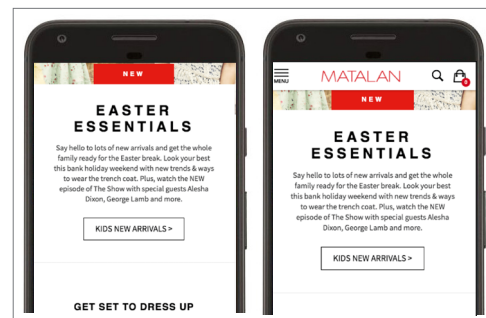 NEW
EASTER
ESSENTIALS
Say hello to lots of new arrivals and get the whole
family ready for the Easter break. Look your best
this bank holiday weekend with new trends & ways
to wear the trench coat. Plus, watch the NEW
episode of The Show with special guests Alesha
Dixon, George Lamb and more.
KIDS NEW ARRIVALS >
GET SET TO DRESS UP
MENU
MATALAN
0
NEW
EASTER
ESSENTIALS
Say hello to lots of new arrivals and get the whole
family ready for the Easter break. Look your best
this bank holiday weekend with new trends & ways
to wear the trench coat. Plus, watch the NEW
episode of The Show with special guests Alesha
Dixon, George Lamb and more.
KIDS NEW ARRIVALS >